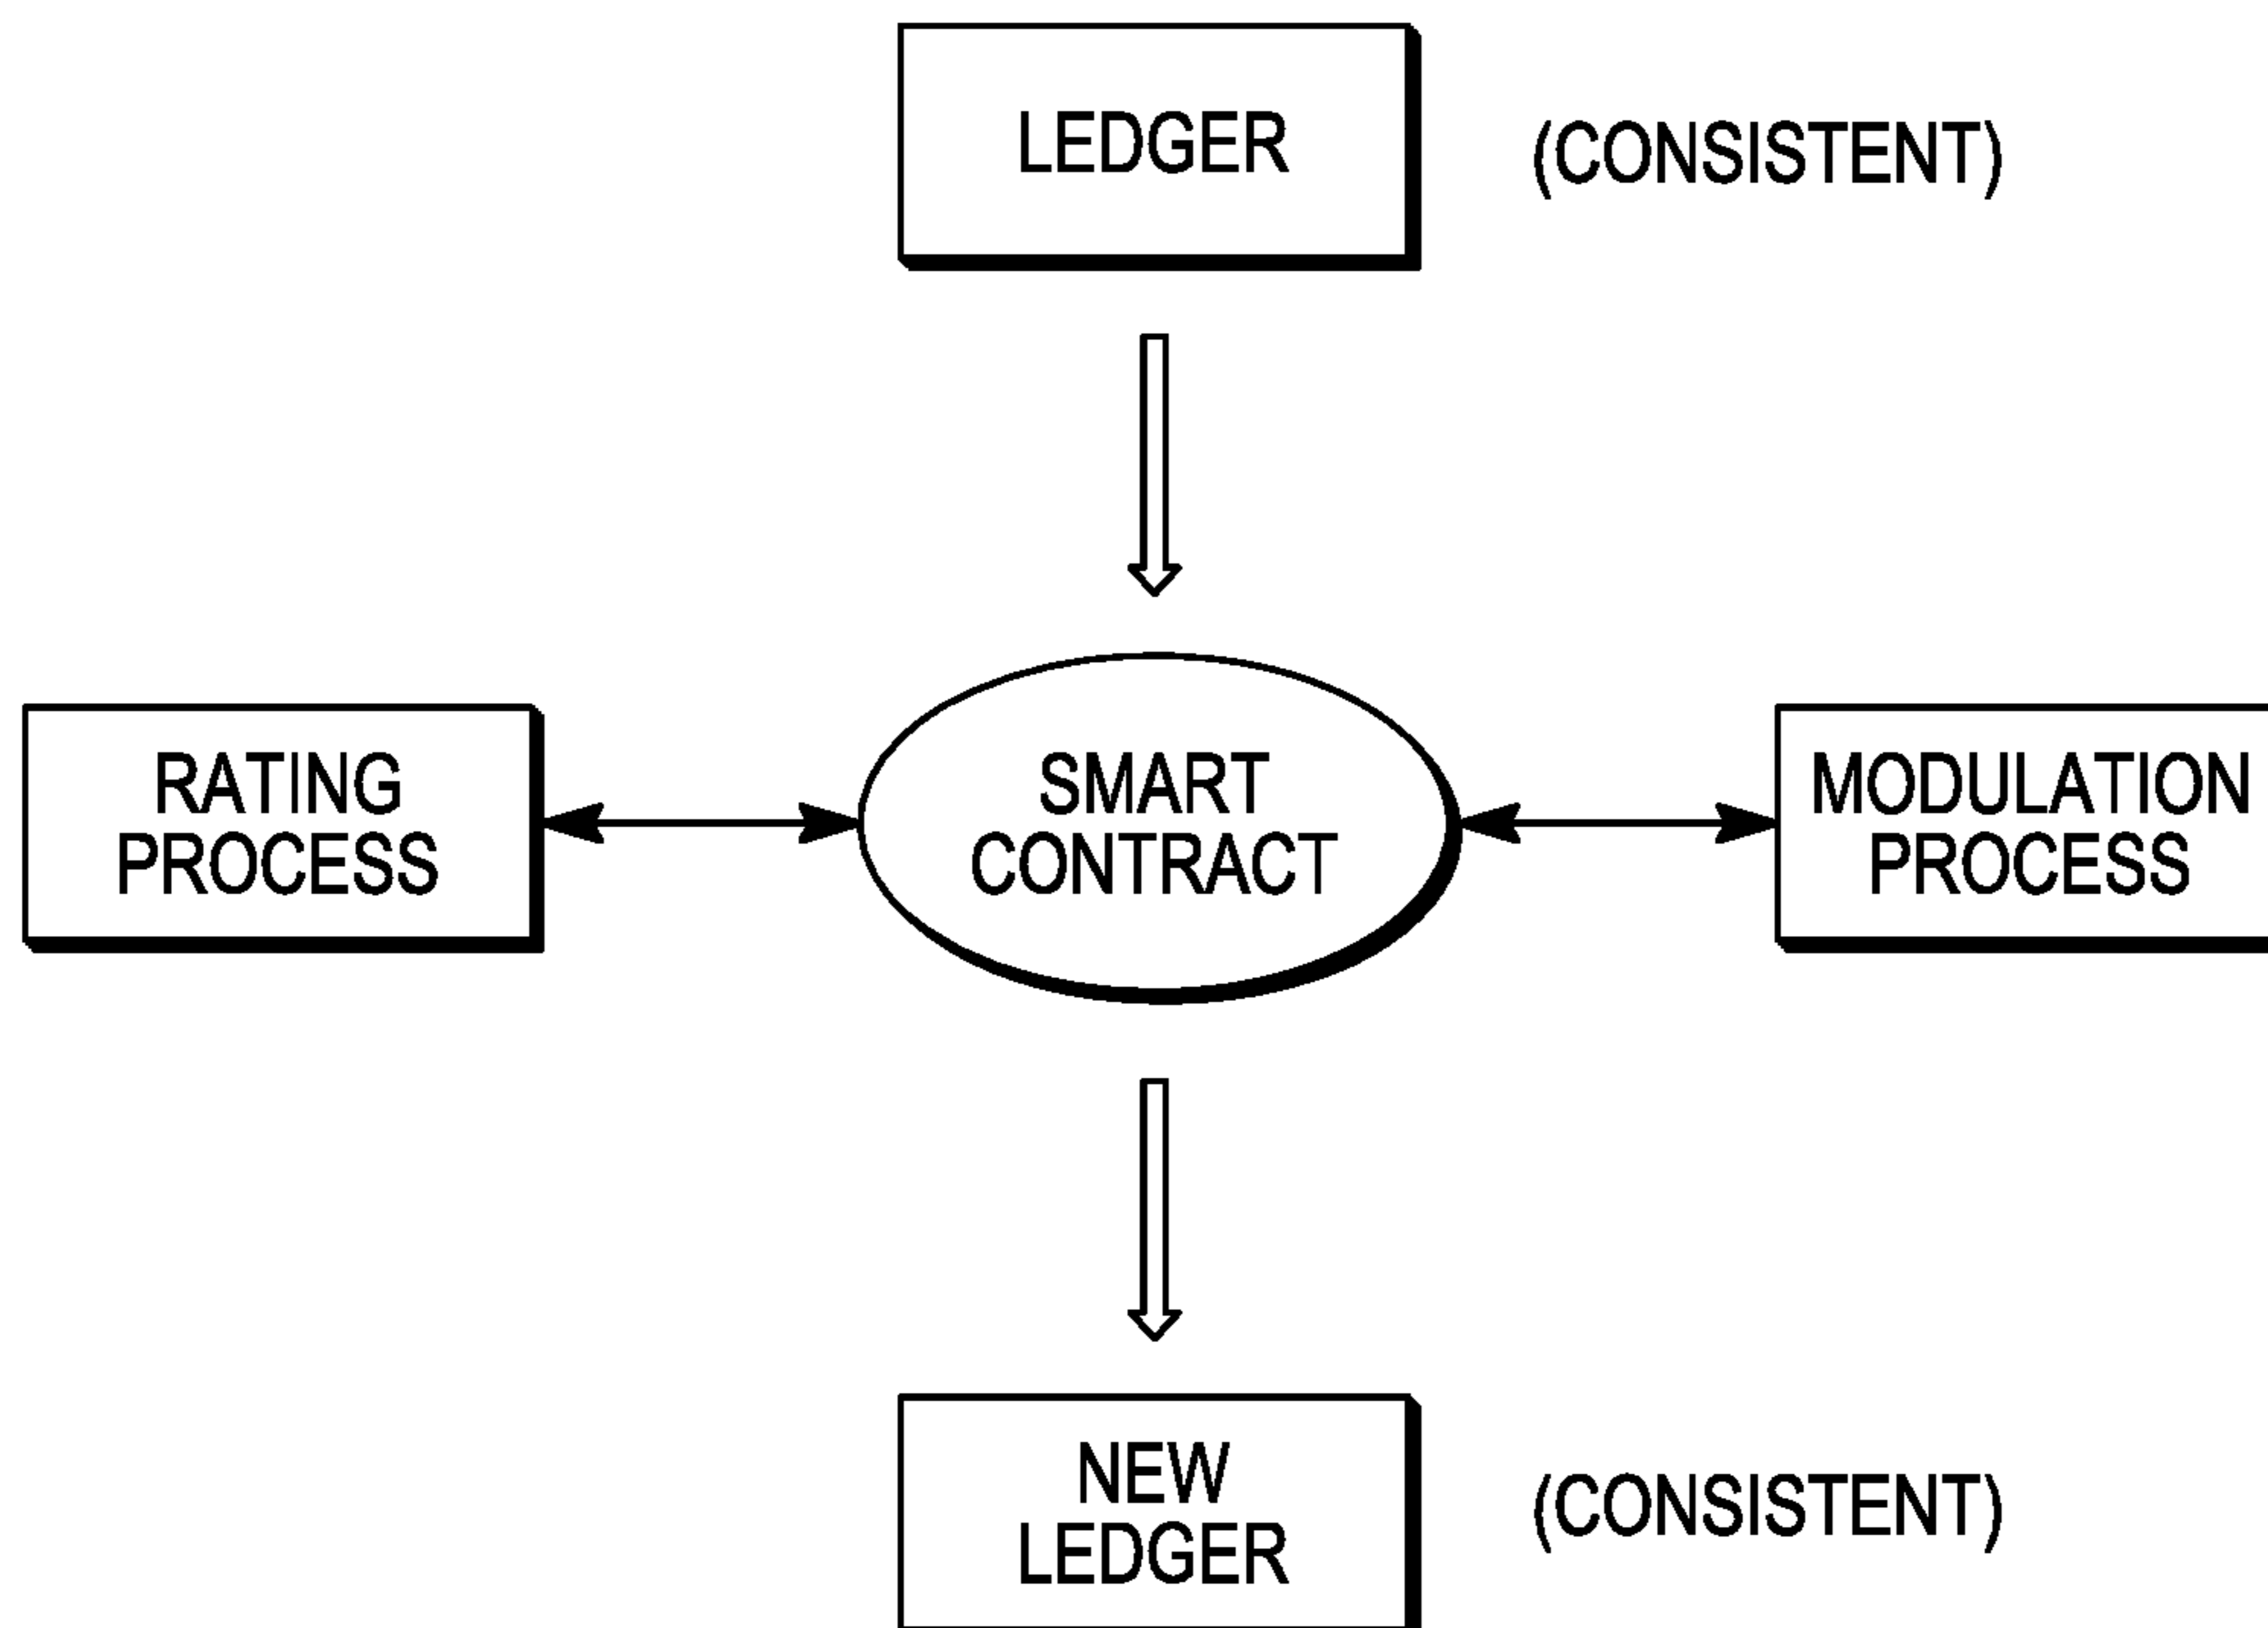 LEDGER
(CONSISTENT)
RATING
PROCESS
SMART
CONTRACT
MODULATION
PROCESS
NEW
LEDGER
(CONSISTENT)